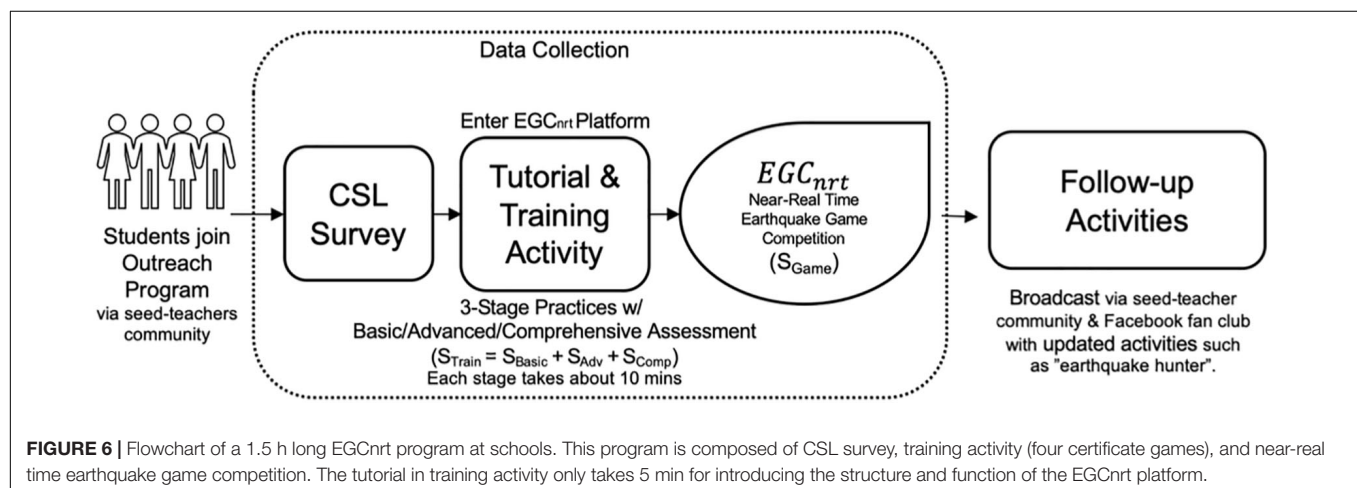 Data Collection
Students join
Outreach
Program
via seed-teachers
community
CSL
Survey
Enter EGCnrt Platform
Tutorial &
Training
Activity
3-Stage Practices w/
Basic/Advanced/Comprehensive Assessment
(STrain = SBasic + SAdv + SComp)
Each stage takes about 10 mins
EGCnrt
Near-Real Time
Earthquake Game
Competition
(SGame)
Follow-up
Activities
Broadcast via seed-teacher
community & Facebook fan club
with updated activities such
as "earthquake hunter".
FIGURE 6 | Flowchart of a 1.5 h long EGCnrt program at schools. This program is composed of CSL survey, training activity (four certificate games), and near-real
time earthquake game competition. The tutorial in training activity only takes 5 min for introducing the structure and function of the EGCnrt platform.